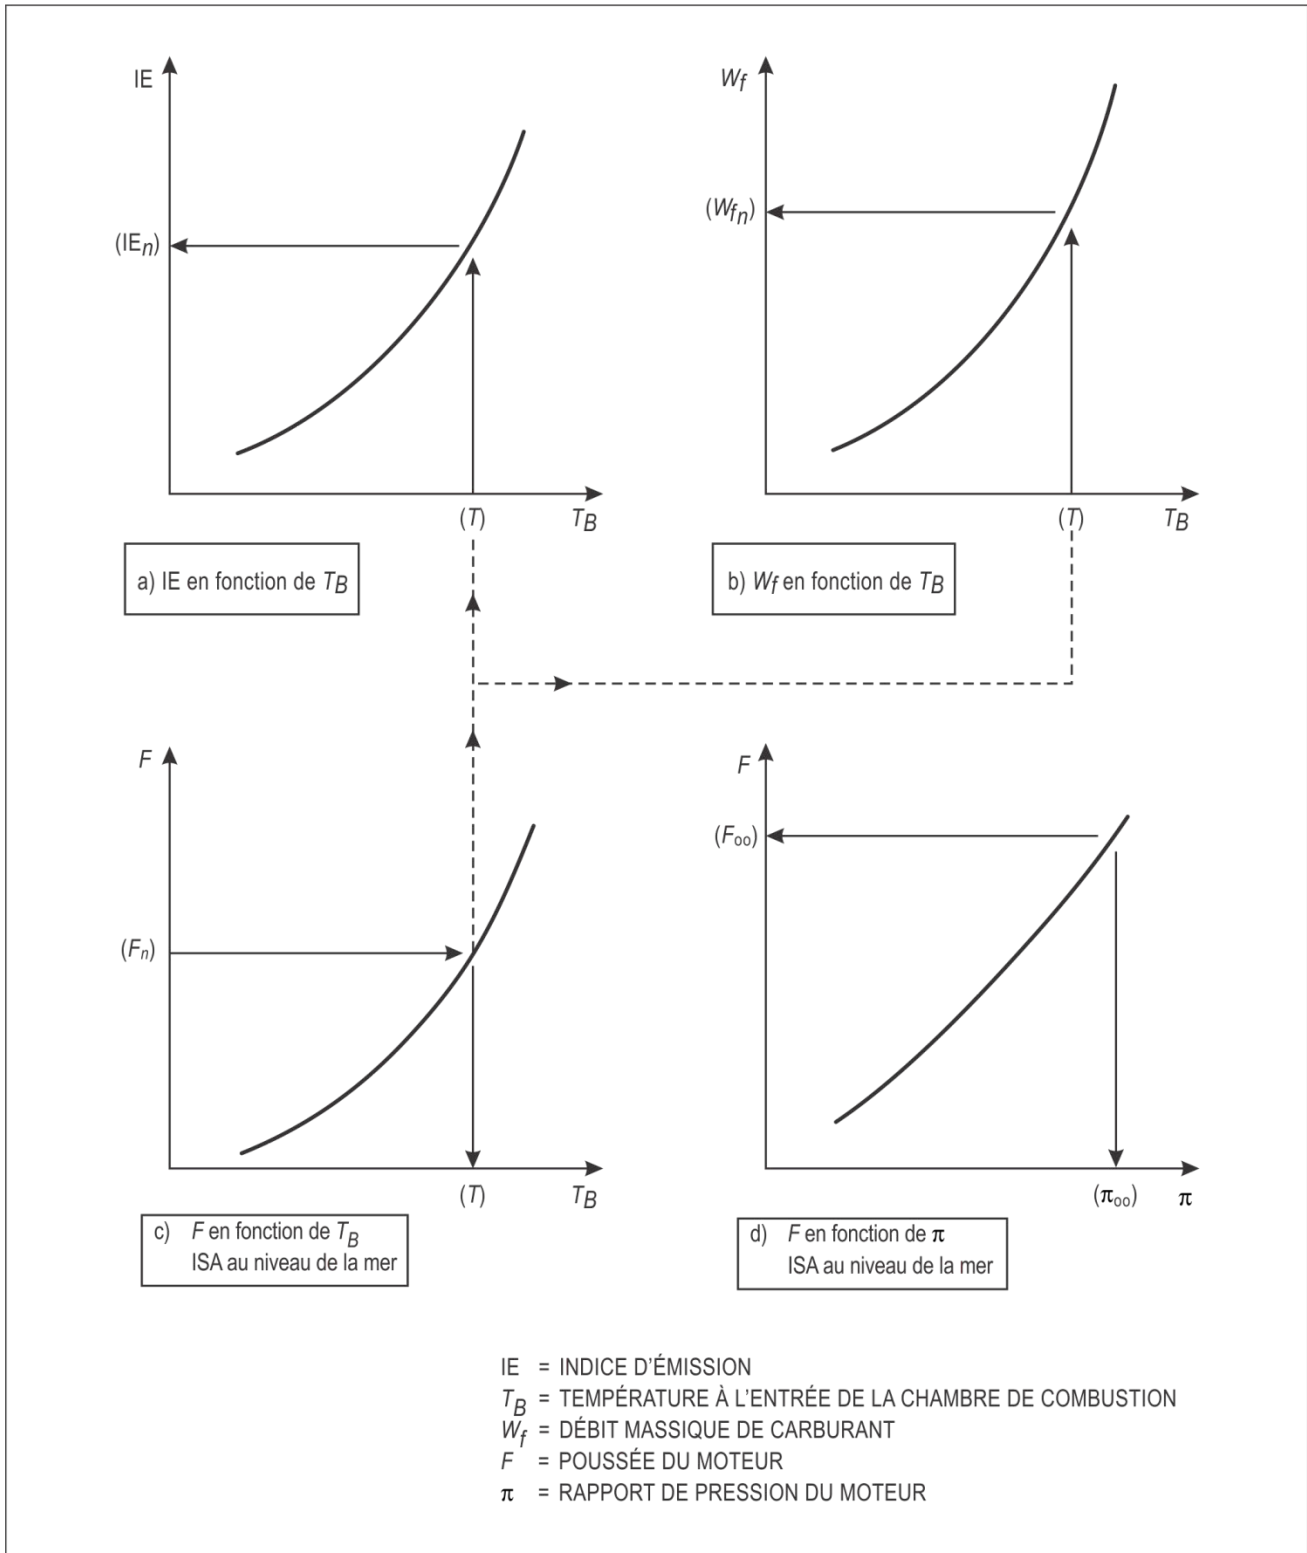 IE
(IEn)
(T) TB
a) IE en fonction de TB
Wf
(Wfn)
(T) TB
b) Wf en fonction de TB
F
(Fn)
(T) TB
c) F en fonction de TB
ISA au niveau de la mer
F
(Foo)
(πoo) π
d) F en fonction de π
ISA au niveau de la mer
IE = INDICE D'ÉMISSION
TB = TEMPÉRATURE À L'ENTRÉE DE LA CHAMBRE DE COMBUSTION
Wf = DÉBIT MASSIQUE DE CARBURANT
F = POUSSÉE DU MOTEUR
π = RAPPORT DE PRESSION DU MOTEUR